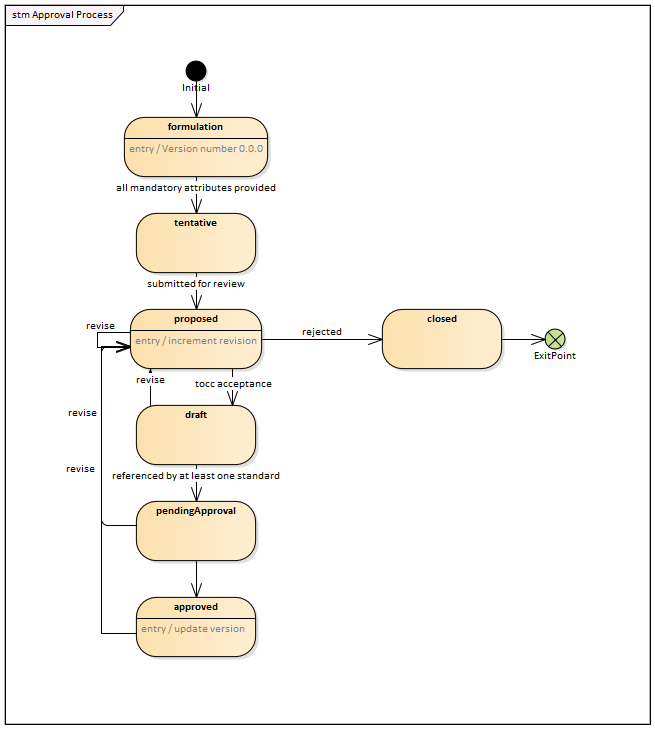 stm Approval Process
Initial
formulation
entry / Version number 0.0.0
all mandatory attributes provided
tentative
submitted for review
proposed
entry / increment revision
revise
rejected
closed
ExitPoint
revise
tocc acceptance
revise
draft
revise
referenced by at least one standard
pendingApproval
approved
entry / update version